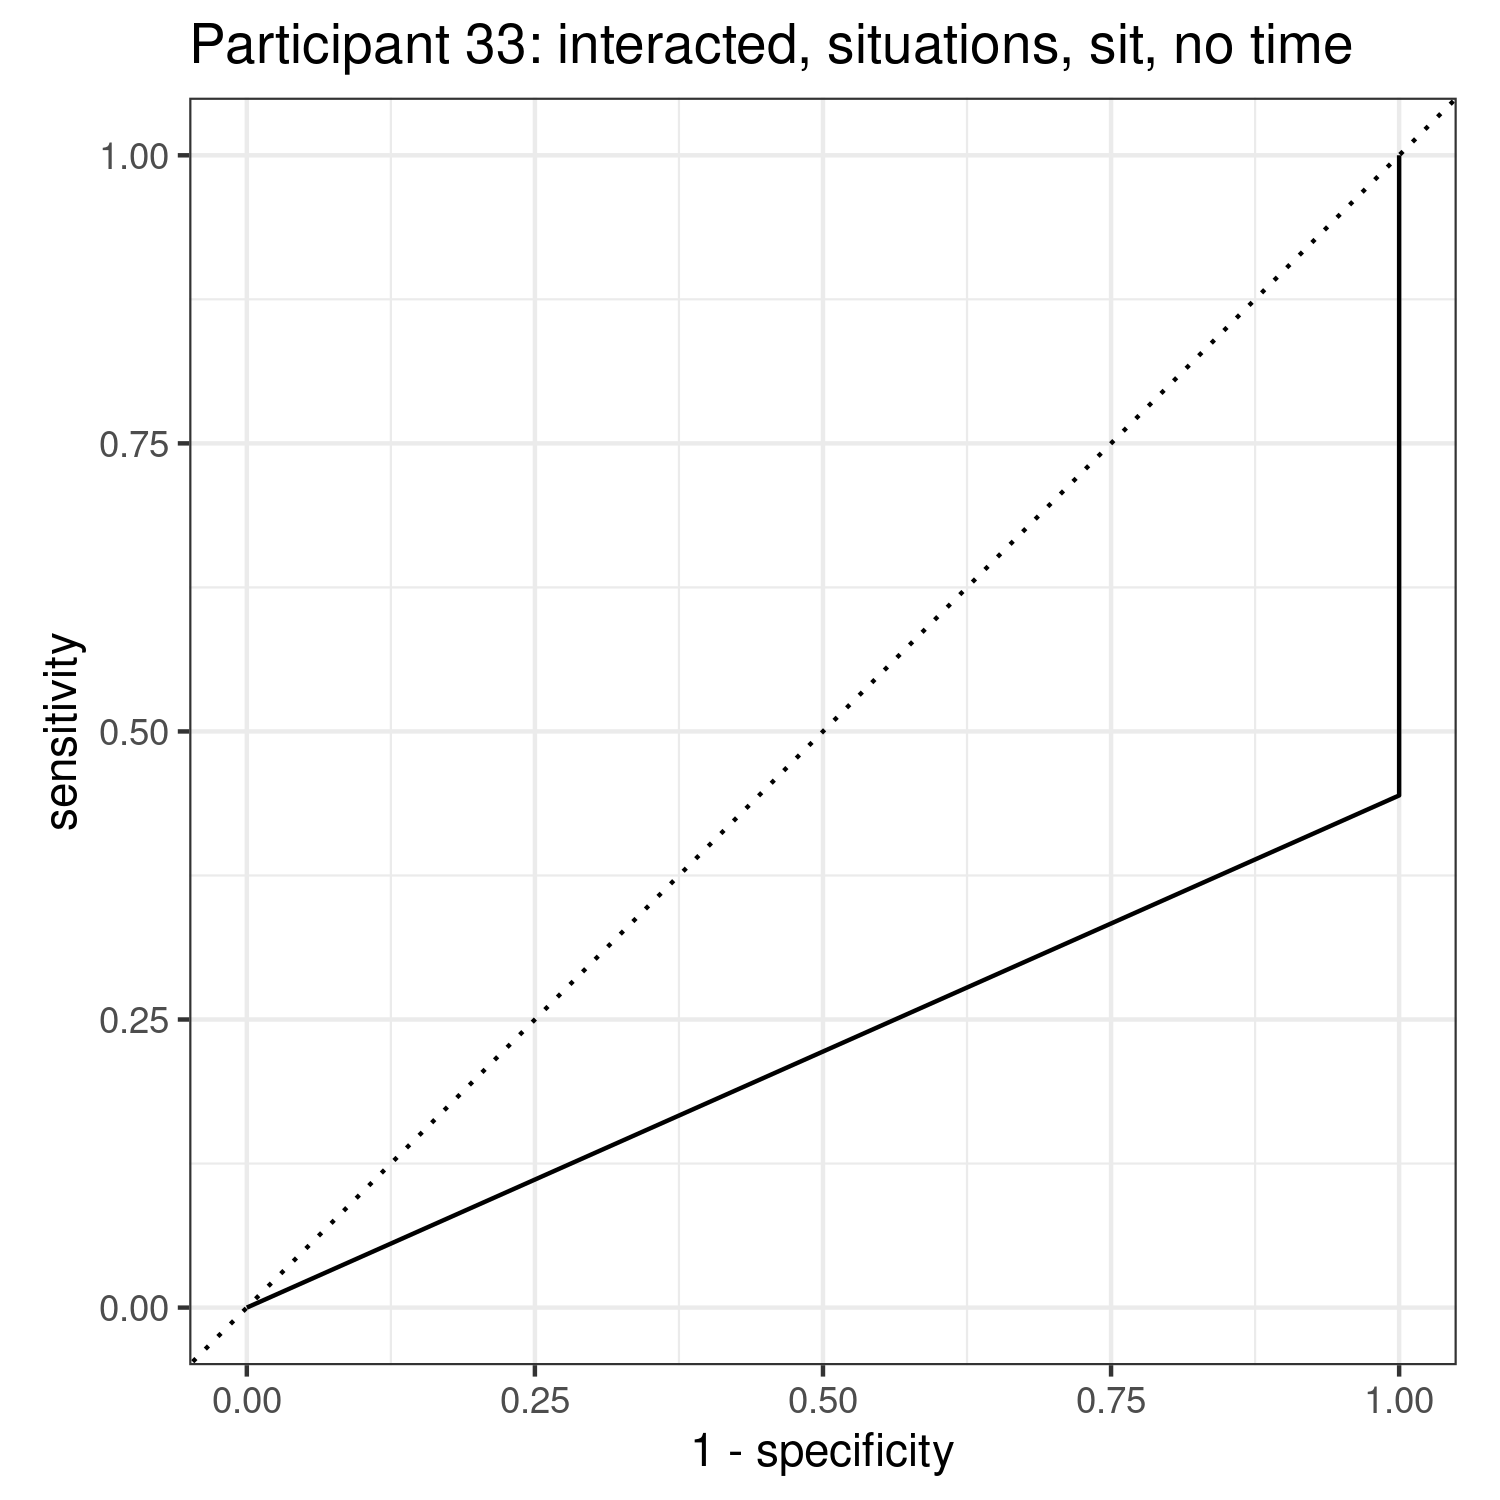 Participant 33: interacted, situations, sit, no time
1.00
0.75
0.50
0.25
0.00
sensitivity
0.00 0.25 0.50 0.75 1.00
1 - specificity